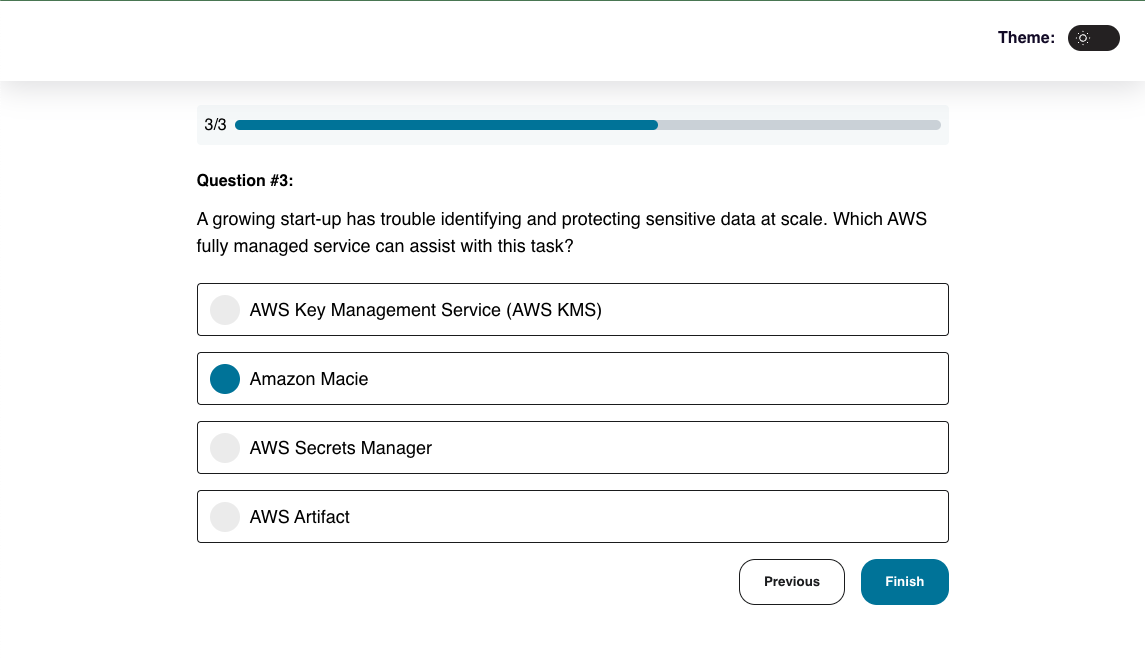 Theme:
3/3
Question #3:
A growing start-up has trouble identifying and protecting sensitive data at scale. Which AWS
fully managed service can assist with this task?
AWS Key Management Service (AWS KMS)
Amazon Macie
AWS Secrets Manager
AWS Artifact
Previous
Finish